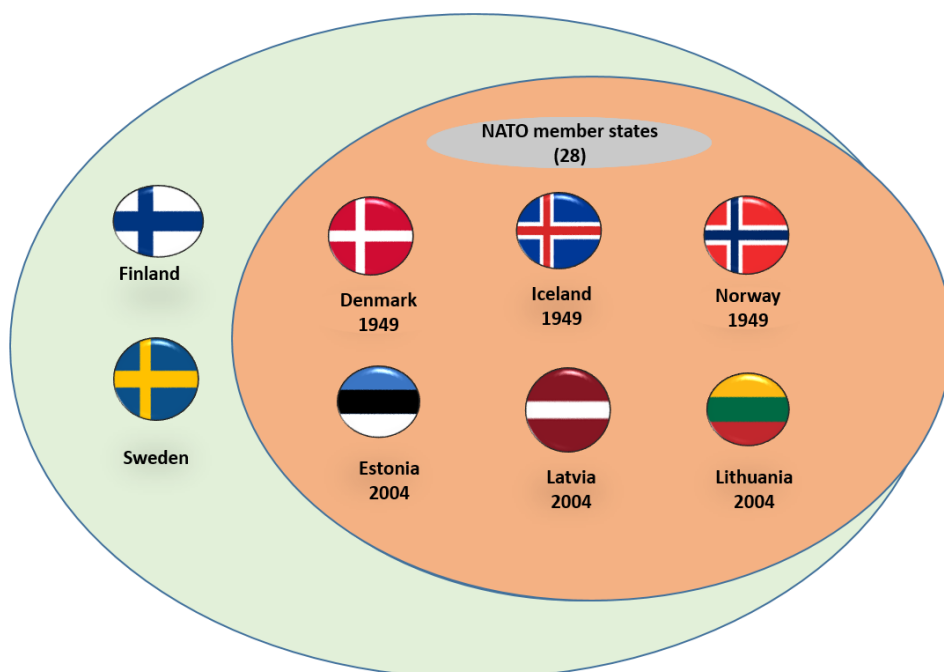 NATO member states
(28)
Finland
Denmark
1949
Iceland
1949
Norway
1949
Sweden
Estonia
2004
Latvia
2004
Lithuania
2004